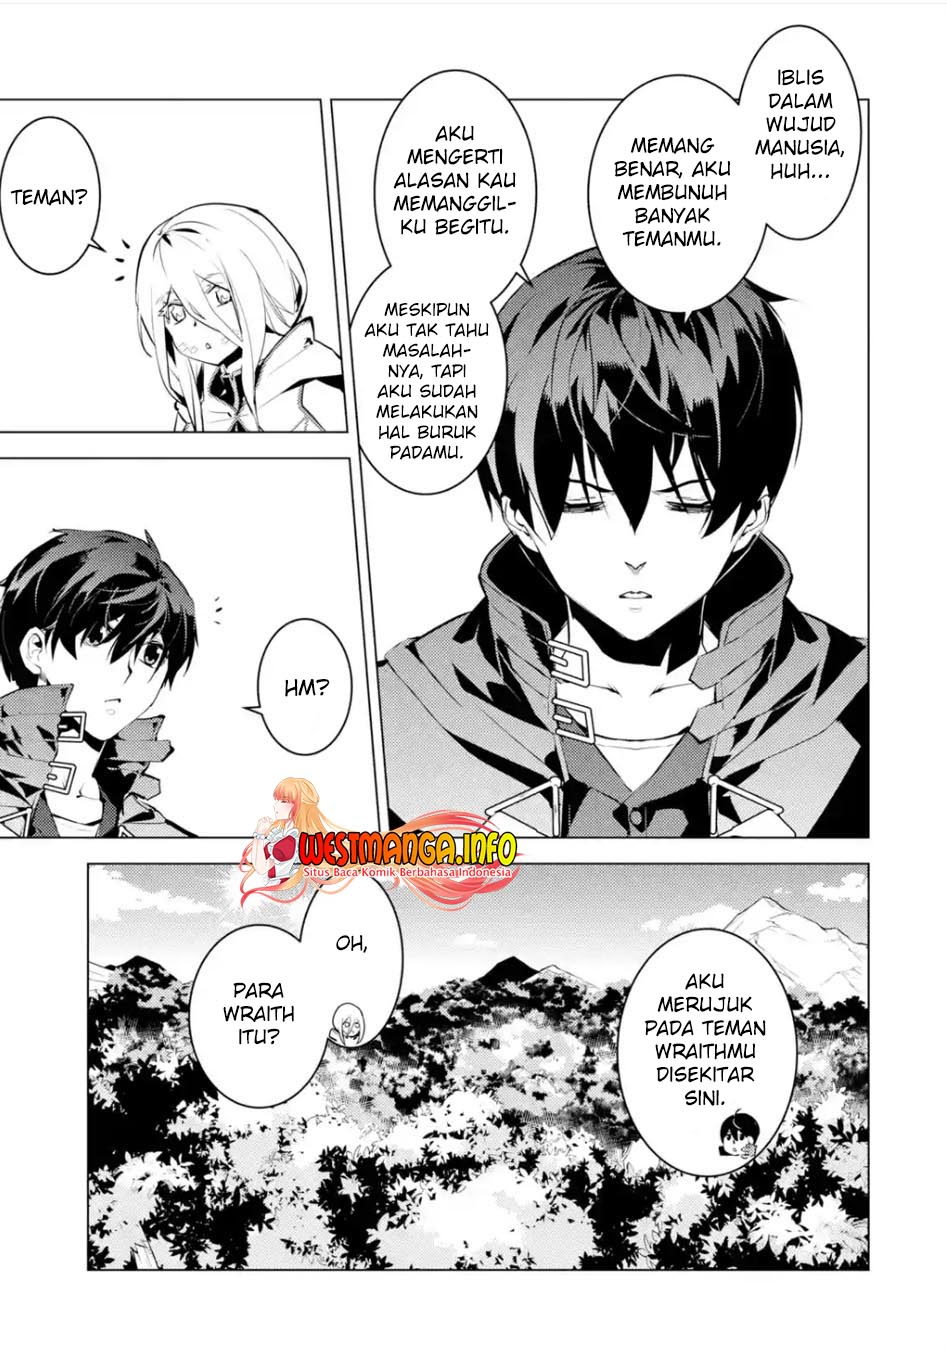 IBLIS
DALAM
WUJUD
MANUSIA,
HUH...
MEMANG
BENAR, AKU
MEMBUNUH
BANYAK
TEMANMU.
AKU
MENGERTI
ALASAN KAU
MEMANGGIL-
KU BEGITU.
MESKIPUN
AKU TAK TAHU
MASALAH-
NYA, TAPI
AKU SUDAH
MELAKUKAN
HAL BURUK
PADAMU.
TEMAN?
HM?
WESTMANGA.INFO
Situs Baca Komik Berbahasa Indonesia
AKU
MERUJUK
PADA TEMAN
WRAITHMU
DISEKITAR
SINI.
OH,
PARA
WRAITH
ITU?